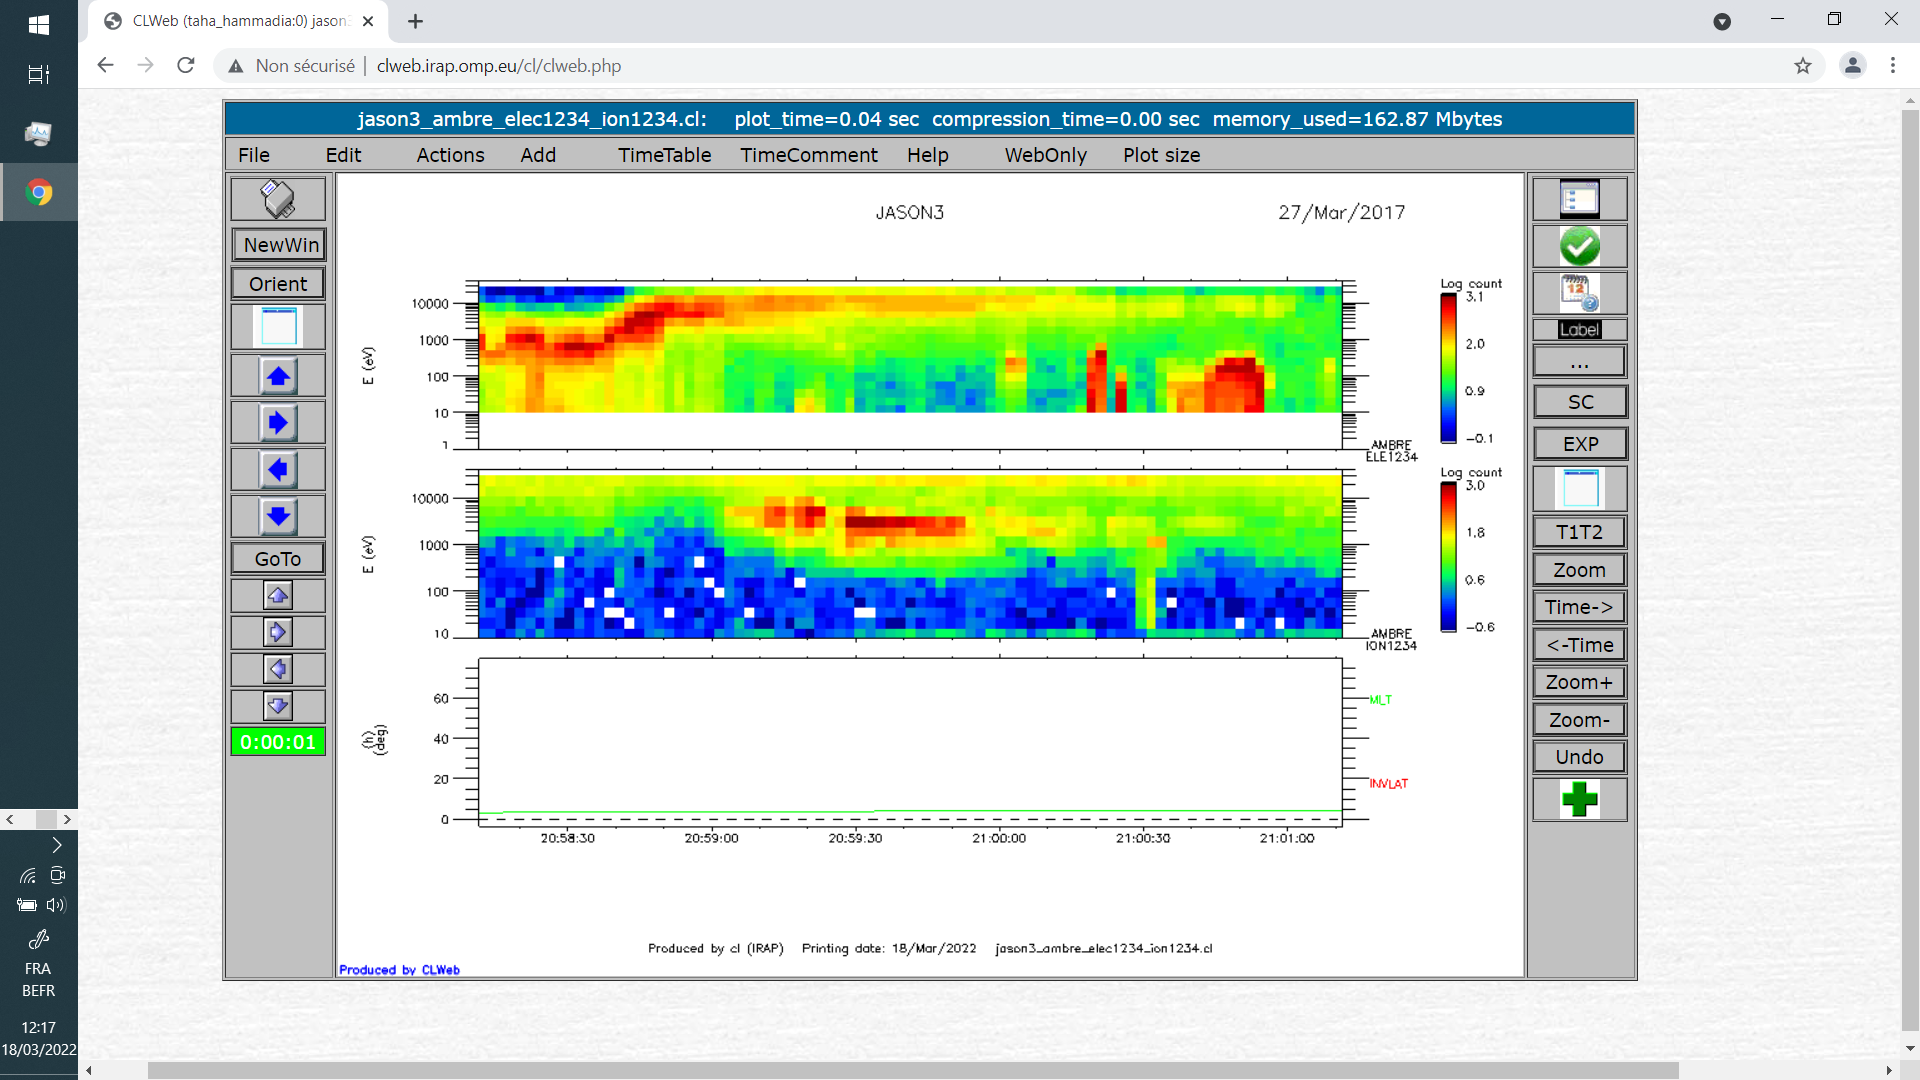 CLWeb (taha_hammadia:0) jason3
Non sécurisé | clweb.irap.omp.eu/cl/clweb.php
jason3_ambre_elec1234_ion1234.cl: plot_time=0.04 sec compression_time=0.00 sec memory_used=162.87 Mbytes
File Edit Actions Add TimeTable TimeComment Help WebOnly Plot size
NewWin
Orient
GoTo
0:00:01
JASON3 27/Mar/2017
10000
1000
100
10
1
E (eV)
Log count
3.1
2.0
0.9
-0.1
AMBRE
ELE1234
10000
1000
100
10
E (eV)
Log count
3.0
1.8
0.6
-0.6
AMBRE
ION1234
60
40
20
0
(h)
(deg)
MLT
INVLAT
20:58:30 20:59:00 20:59:30 21:00:00 21:00:30 21:01:00
Produced by cl (IRAP) Printing date: 18/Mar/2022 jason3_ambre_elec1234_ion1234.cl
Produced by CLWeb
12
Label
...
SC
EXP
T1T2
Zoom
Time->
<-Time
Zoom+
Zoom-
Undo
FRA
BEFR
12:17
18/03/2022